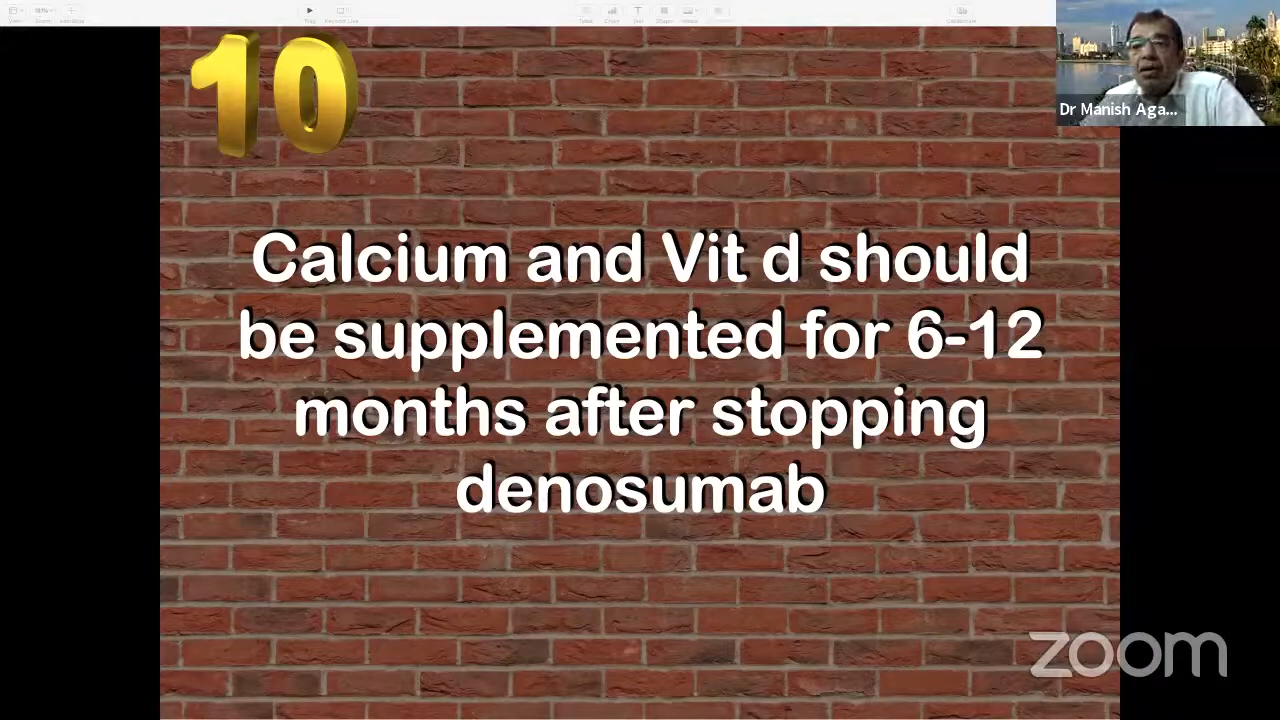 10
Dr Manish Aga...
Calcium and Vit d should
be supplemented for 6-12
months after stopping
denosumab
zoom